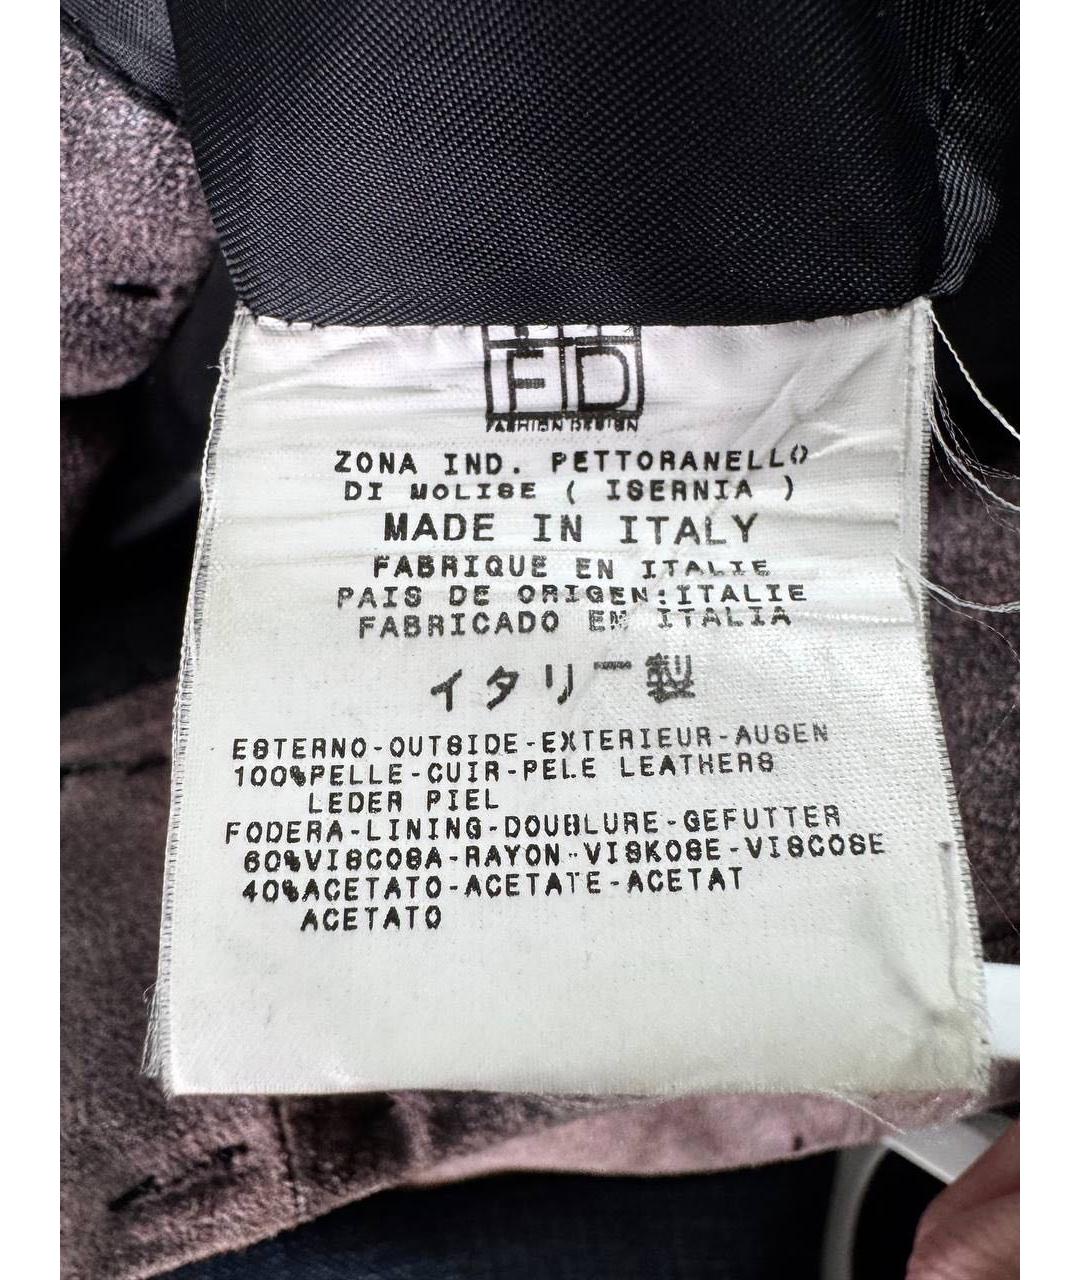 FD
FASHION DESIGN
ZONA IND. PETTORANELLO
DI MOLISE ( ISERNIA )
MADE IN ITALY
FABRIQUE EN ITALIE
PAIS DE ORIGEN:ITALIE
FABRICADO EN ITALIA
イタリー製
ESTERNO-OUTSIDE-EXTERIEUR-AUSEN
100%PELLE-CUIR-PELE LEATHERS
LEDER PIEL
FODERA-LINING-DOUBLURE-GEFUTTER
60%VISCOSA-RAYON-VISKOSE-VISCOSE
40%ACETATO-ACETATE-ACETAT
ACETATO